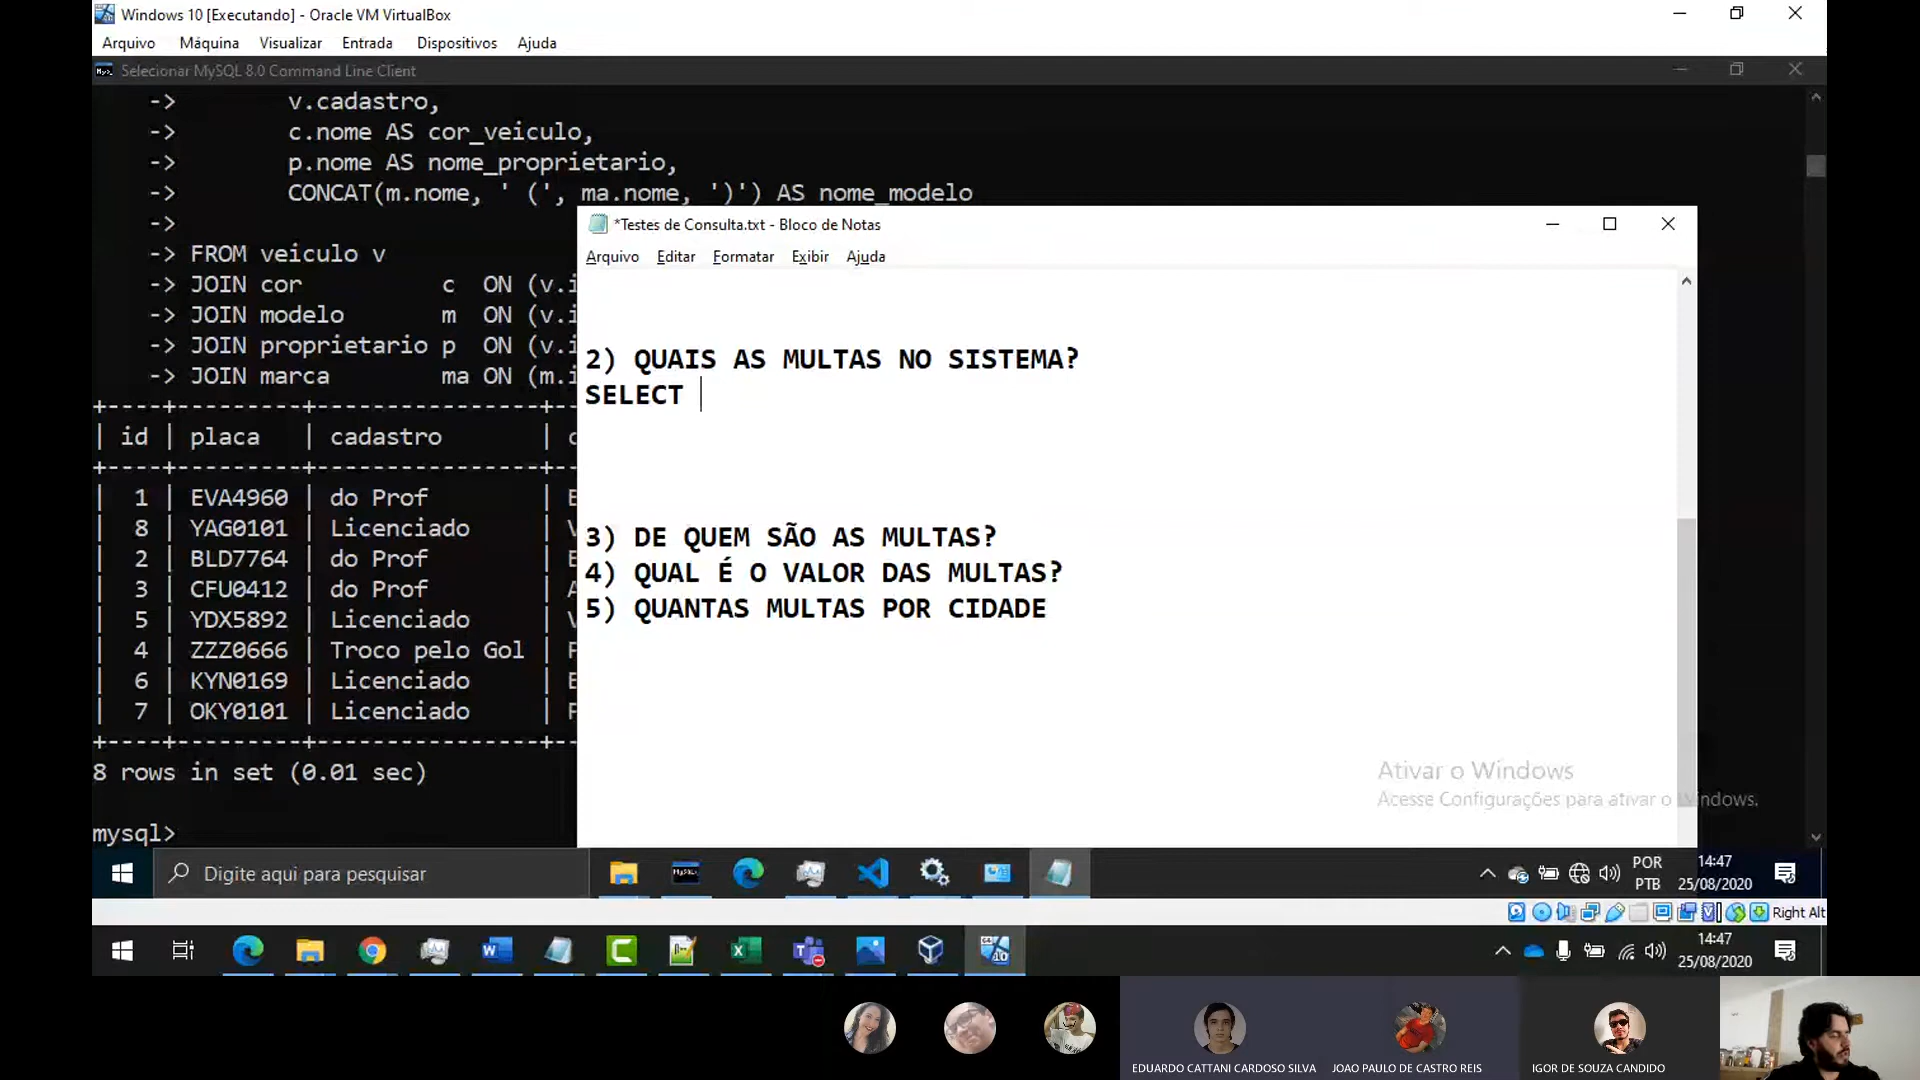 Windows 10 [Executando] - Oracle VM VirtualBox
Arquivo Máquina Visualizar Entrada Dispositivos Ajuda
Selecionar MySQL 8.0 Command Line Client
-> v.cadastro,
-> c.nome AS cor_veiculo,
-> p.nome AS nome_proprietario,
-> CONCAT(m.nome, ' (', ma.nome, ')') AS nome_modelo
->
-> FROM veiculo v
-> JOIN cor c ON (v.i
-> JOIN modelo m ON (v.i
-> JOIN proprietario p ON (v.i
-> JOIN marca ma ON (m.i
+----+---------+---------------+--
| id | placa | cadastro | c
+----+---------+---------------+--
| 1 | EVA4960 | do Prof |
| 8 | YAG0101 | Licenciado | V
| 2 | BLD7764 | do Prof |
| 3 | CFU0412 | do Prof | A
| 5 | YDX5892 | Licenciado | V
| 4 | ZZZ0666 | Troco pelo Gol |
| 6 | KYN0169 | Licenciado |
| 7 | OKY0101 | Licenciado |
+----+---------+---------------+--
8 rows in set (0.01 sec)
mysql>
*Testes de Consulta.txt - Bloco de Notas
Arquivo Editar Formatar Exibir Ajuda
2) QUAIS AS MULTAS NO SISTEMA?
SELECT
3) DE QUEM SÃO AS MULTAS?
4) QUAL É O VALOR DAS MULTAS?
5) QUANTAS MULTAS POR CIDADE
Ativar o Windows
Acesse Configurações para ativar o Windows.
Digite aqui para pesquisar
POR
PTB
14:47
25/08/2020
Right Alt
14:47
25/08/2020
EDUARDO CATTANI CARDOSO SILVA
JOAO PAULO DE CASTRO REIS
IGOR DE SOUZA CANDIDO